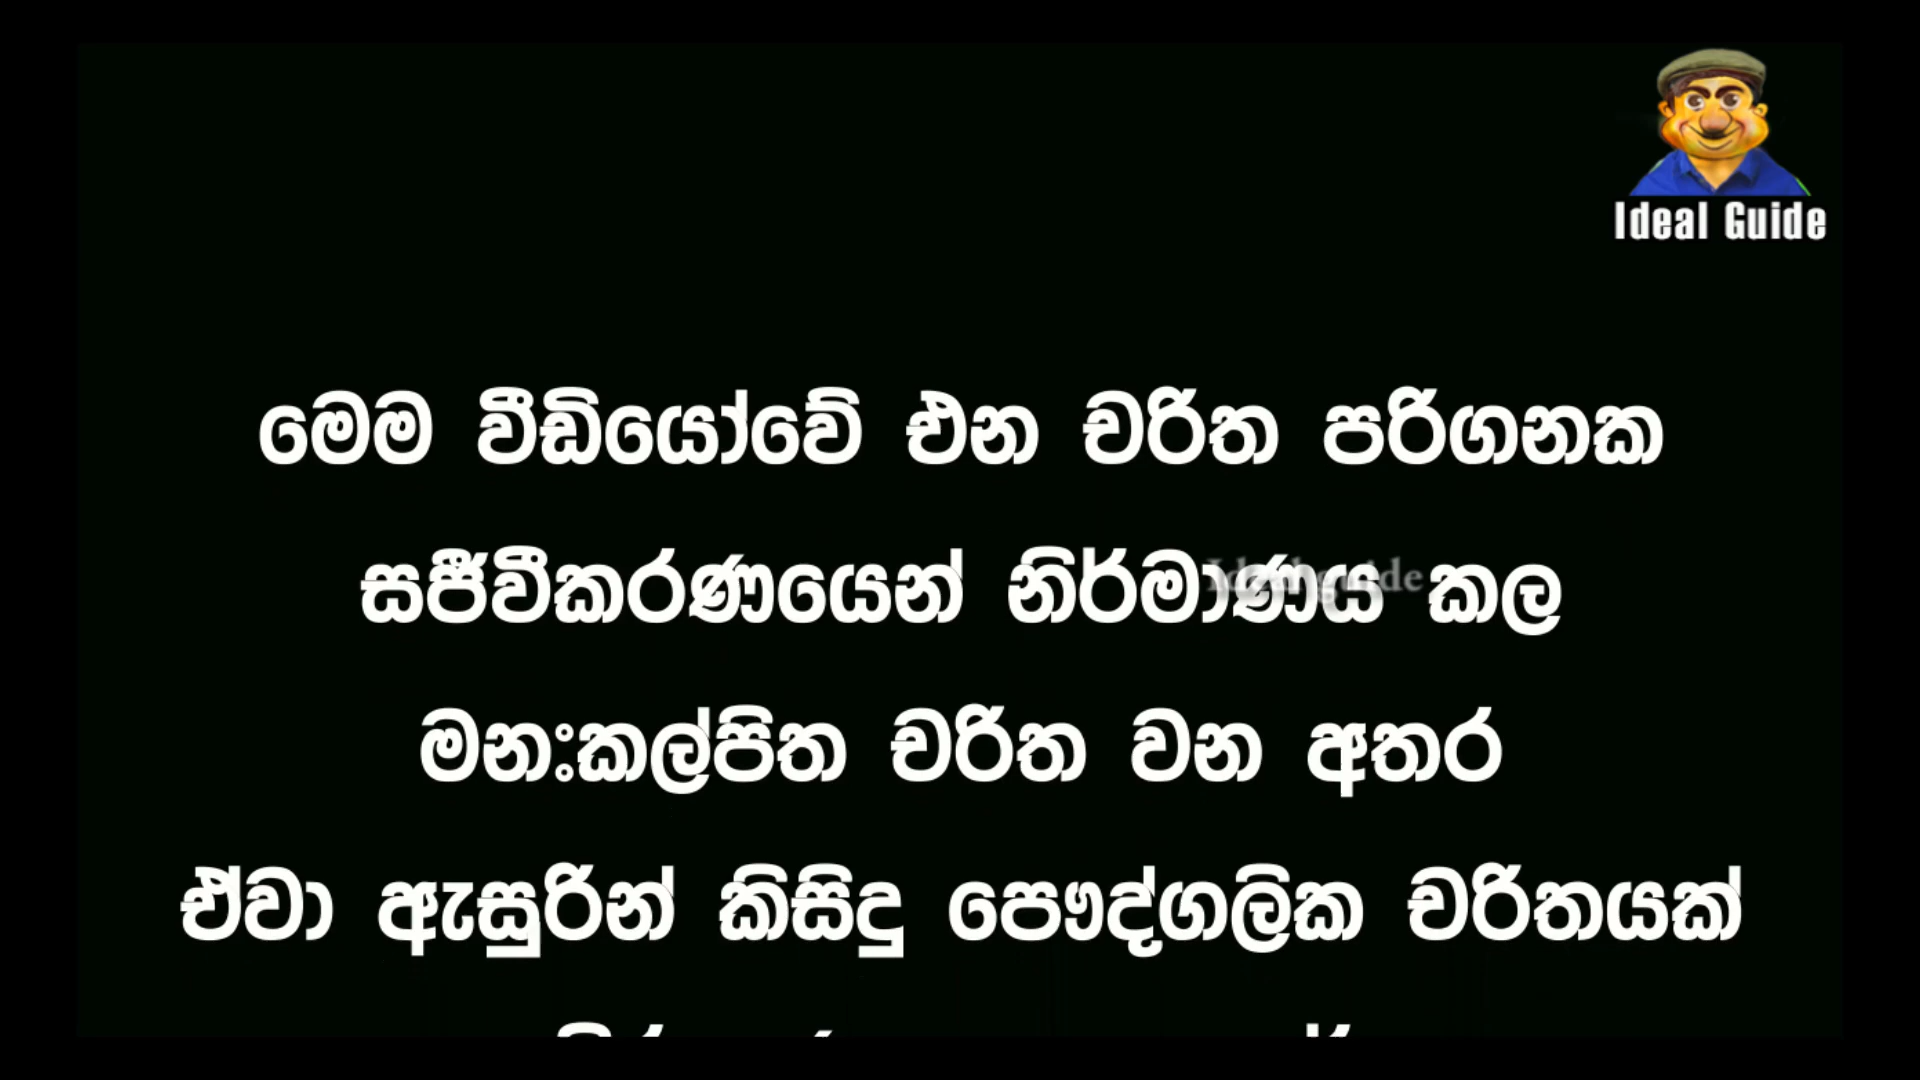 Ideal Guide
මෙම වීඩියෝවේ එන චරිත පරිගනක
සජීවීකරණයෙන් නිර්මාණය කල
මනඃකල්පිත චරිත වන අතර
ඒවා ඇසුරින් කිසිදු පෞද්ගලික චරිතයක්